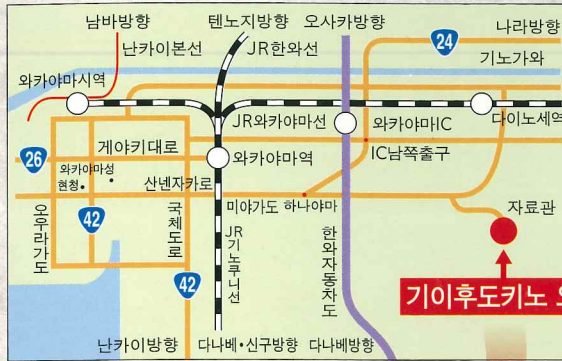 남바방향
텐노지방향
오사카방향
나라방향
난카이본선
JR한와선
24
기노가와
와카야마시역
JR와카야마선
와카야마IC
다이노세역
게야키대로
26
와카야마역
IC남쪽출구
와카야마성
현청
산넨자카로
미야가도
하나야마
자료관
오우라가도
42
국체도로
JR기노쿠니선
한와자동차도
42
기이후도키노
난카이방향
다나베•신구방향
다나베방향